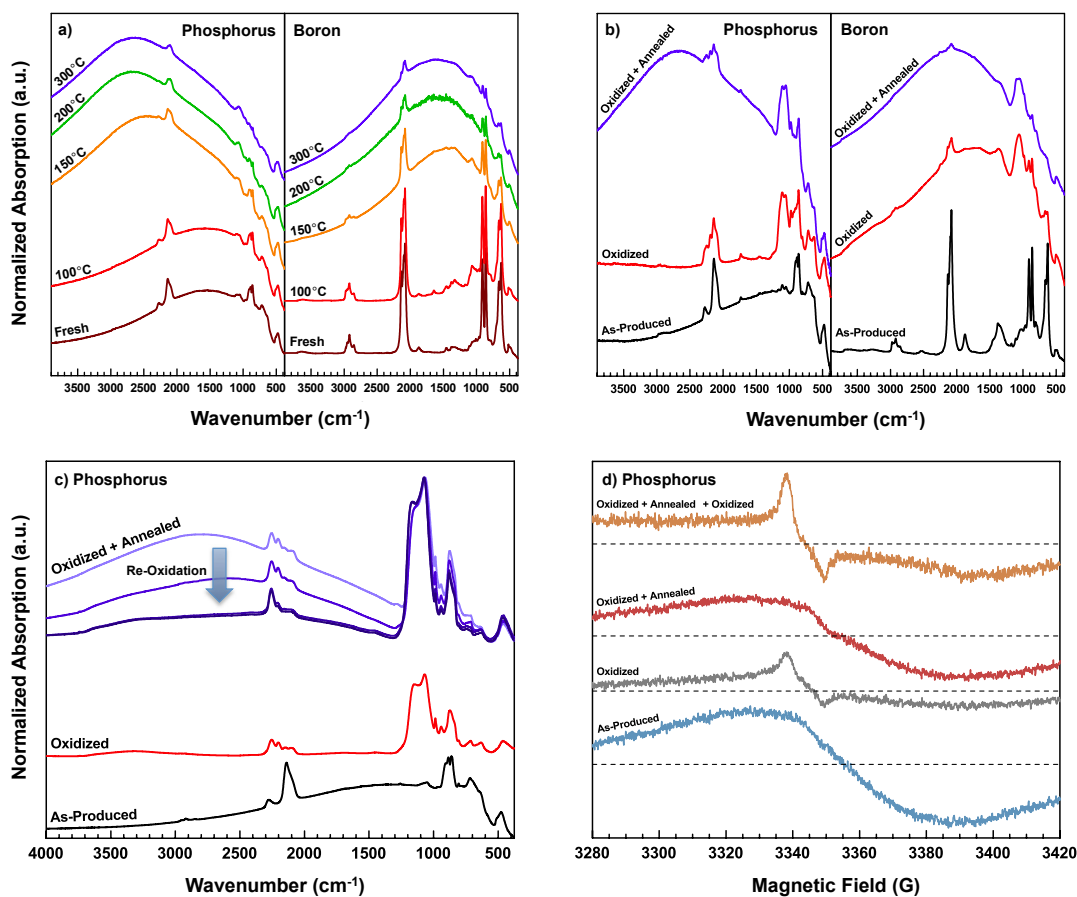 a)
Phosphorus
Boron
300°C
200°C
150°C
100°C
Fresh
300°C
200°C
150°C
100°C
Fresh
3500 3000 2500 2000 1500 1000 500
3500 3000 2500 2000 1500 1000 500
Normalized Absorption (a.u.)
Wavenumber (cm-1)
b)
Phosphorus
Boron
Oxidized + Annealed
Oxidized
As-Produced
Oxidized + Annealed
Oxidized
As-Produced
3500 3000 2500 2000 1500 1000 500
3500 3000 2500 2000 1500 1000 500
Wavenumber (cm-1)
c) Phosphorus
Oxidized + Annealed
Re-Oxidation
Oxidized
As-Produced
4000 3500 3000 2500 2000 1500 1000 500
Normalized Absorption (a.u.)
Wavenumber (cm-1)
d) Phosphorus
Oxidized + Annealed + Oxidized
Oxidized + Annealed
Oxidized
As-Produced
3280 3300 3320 3340 3360 3380 3400 3420
Magnetic Field (G)